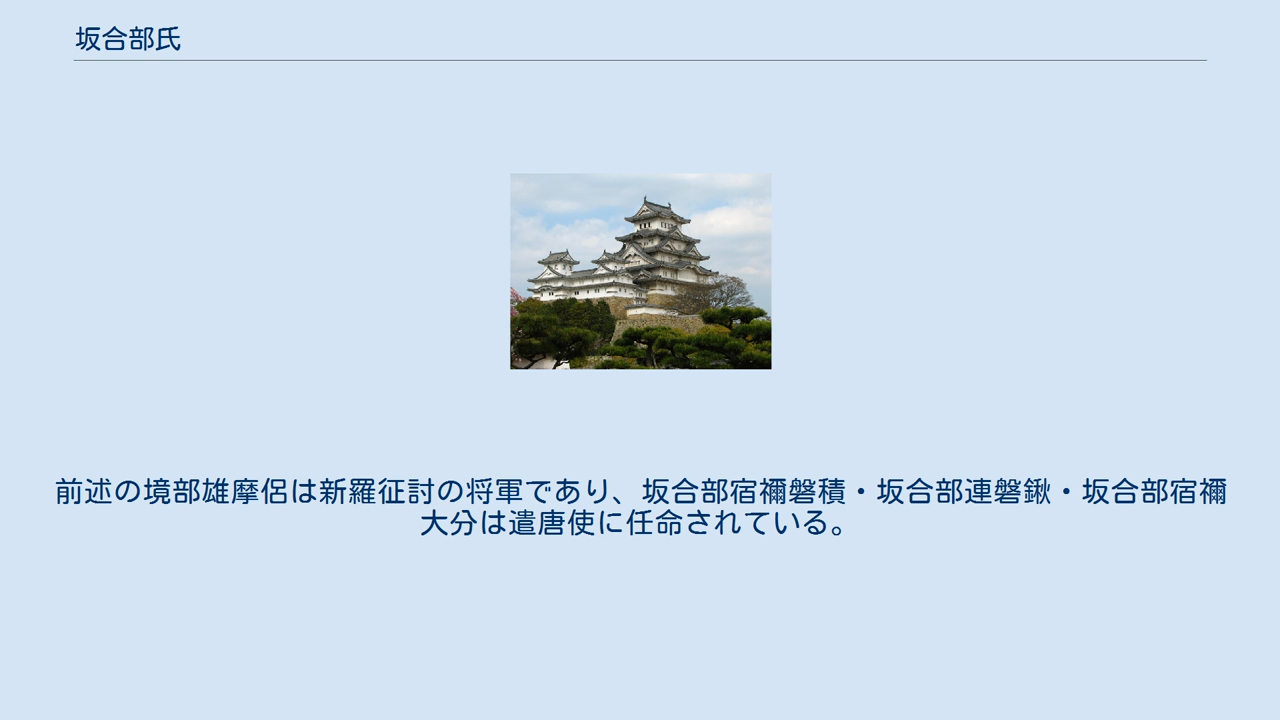 坂合部氏
前述の境部雄摩侶は新羅征討の将軍であり、坂合部宿禰磐積・坂合部連磐鍬・坂合部宿禰
大分は遣唐使に任命されている。